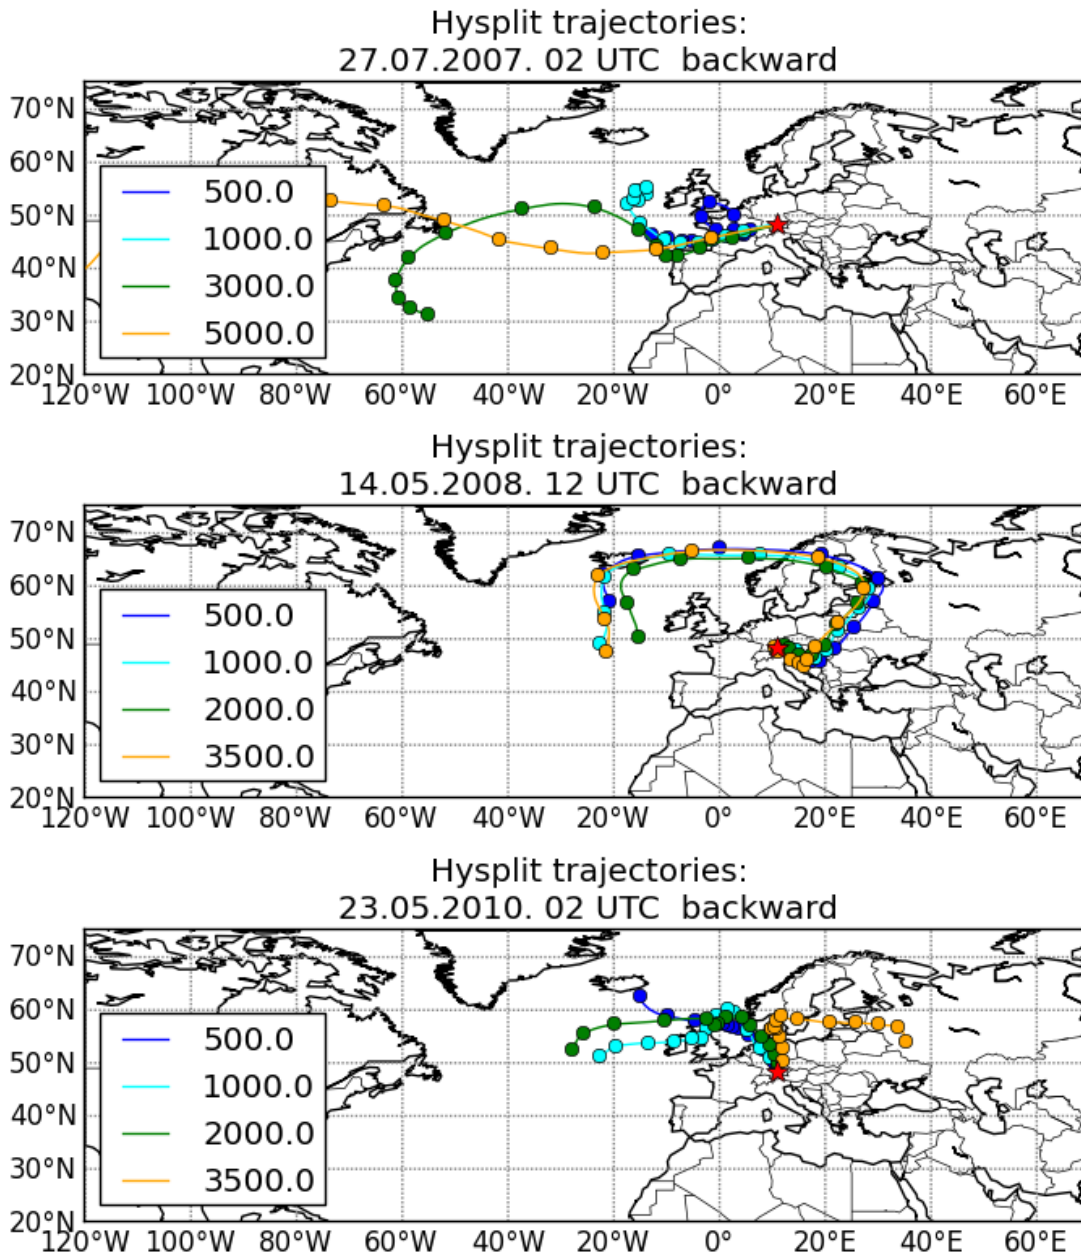 Hysplit trajectories:
27.07.2007. 02 UTC  backward
70°N
60°N
50°N
40°N
30°N
20°N
500.0
1000.0
3000.0
5000.0
120°W 100°W 80°W 60°W 40°W 20°W 0° 20°E 40°E 60°E
Hysplit trajectories:
14.05.2008. 12 UTC  backward
70°N
60°N
50°N
40°N
30°N
20°N
500.0
1000.0
2000.0
3500.0
120°W 100°W 80°W 60°W 40°W 20°W 0° 20°E 40°E 60°E
Hysplit trajectories:
23.05.2010. 02 UTC  backward
70°N
60°N
50°N
40°N
30°N
20°N
500.0
1000.0
2000.0
3500.0
120°W 100°W 80°W 60°W 40°W 20°W 0° 20°E 40°E 60°E